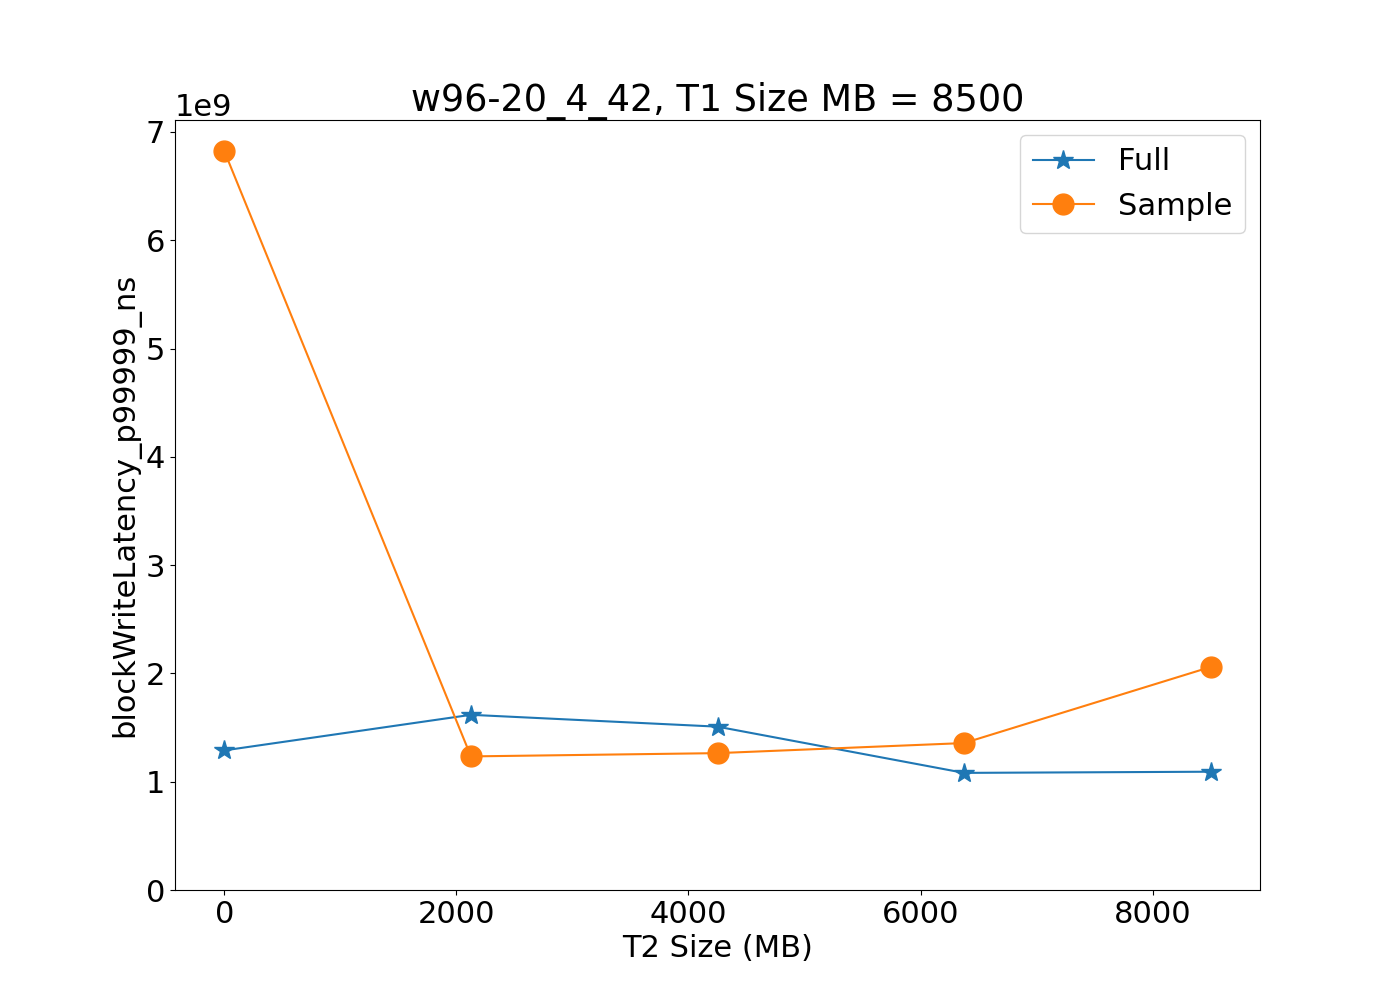 w96-20_4_42, T1 Size MB = 8500
1e9
Full
Sample
7
6
5
4
3
2
1
0
blockWriteLatency_p99999_ns
0 2000 4000 6000 8000
T2 Size (MB)